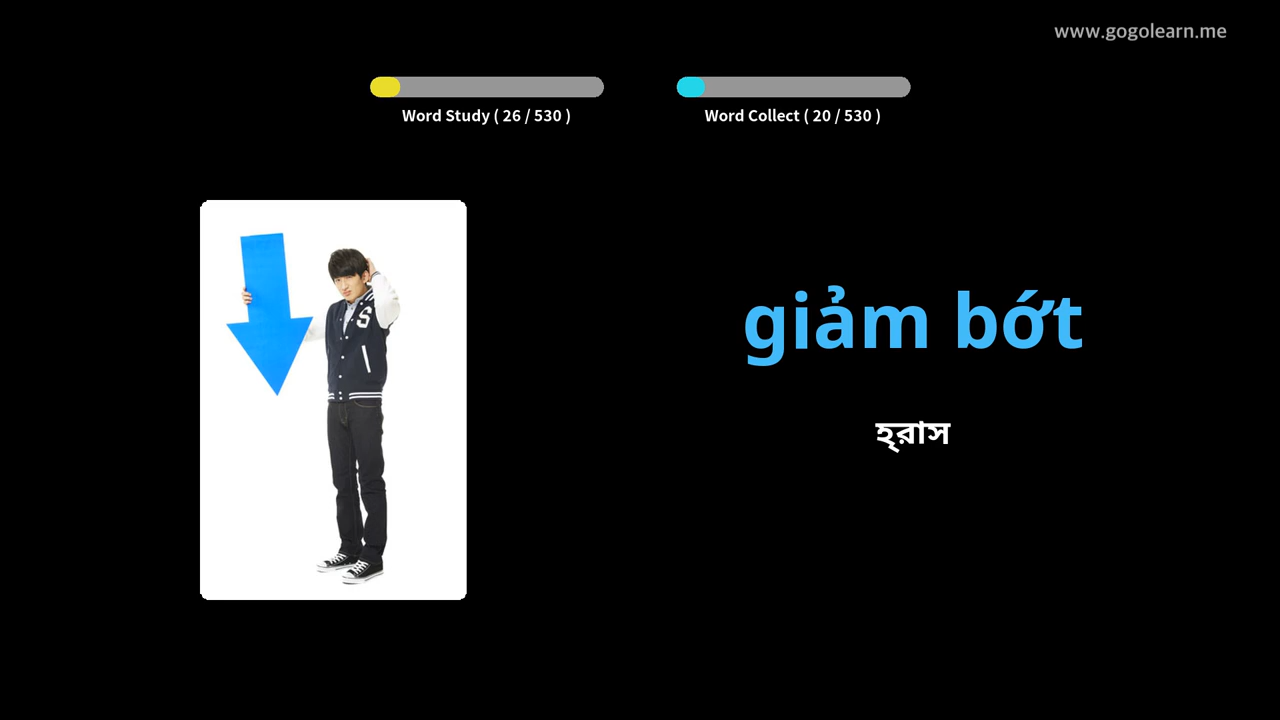 www.gogolearn.me
Word Study ( 26 / 530 )
Word Collect ( 20 / 530 )
S
giảm bớt
হ্রাস